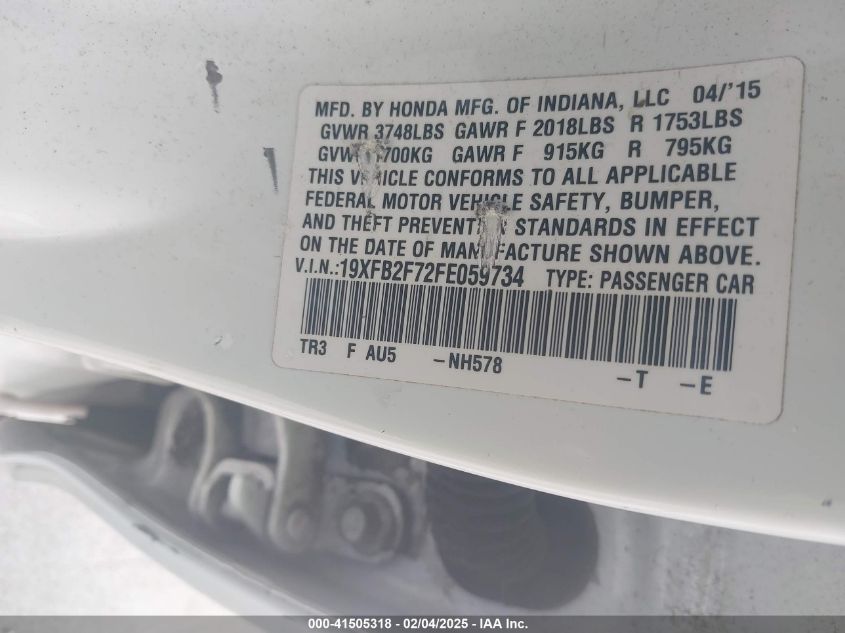 MFD. BY HONDA MFG. OF INDIANA, LLC 04/'15
GVWR 3748LBS GAWR F 2018LBS R 1753LBS
GAWR F 915KG R 795KG
THIS VEHICLE CONFORMS TO ALL APPLICABLE
FEDERAL MOTOR VEHICLE SAFETY, BUMPER,
AND THEFT PREVENTION STANDARDS IN EFFECT
ON THE DATE OF MANUFACTURE SHOWN ABOVE.
V.I.N.:19XFB2F72FE059734 TYPE: PASSENGER CAR
TR3 F AU5 -NH578 -T -E
000-41505318 - 02/04/2025 - IAA Inc.